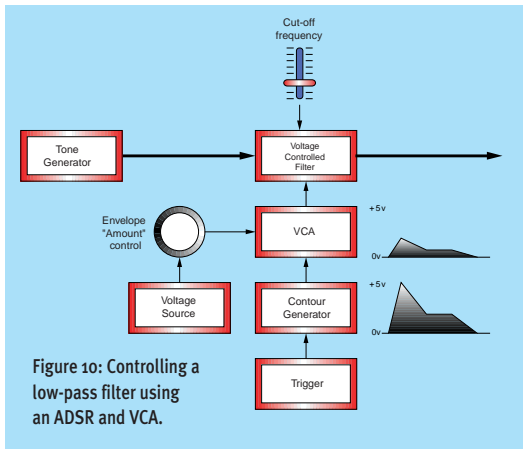 Cut-off
frequency
Tone
Generator
Voltage
Controlled
Filter
Envelope
"Amount"
control
VCA
+5v
0v
Voltage
Source
Contour
Generator
+5v
0v
Trigger
Figure 10: Controlling a
low-pass filter using
an ADSR and VCA.